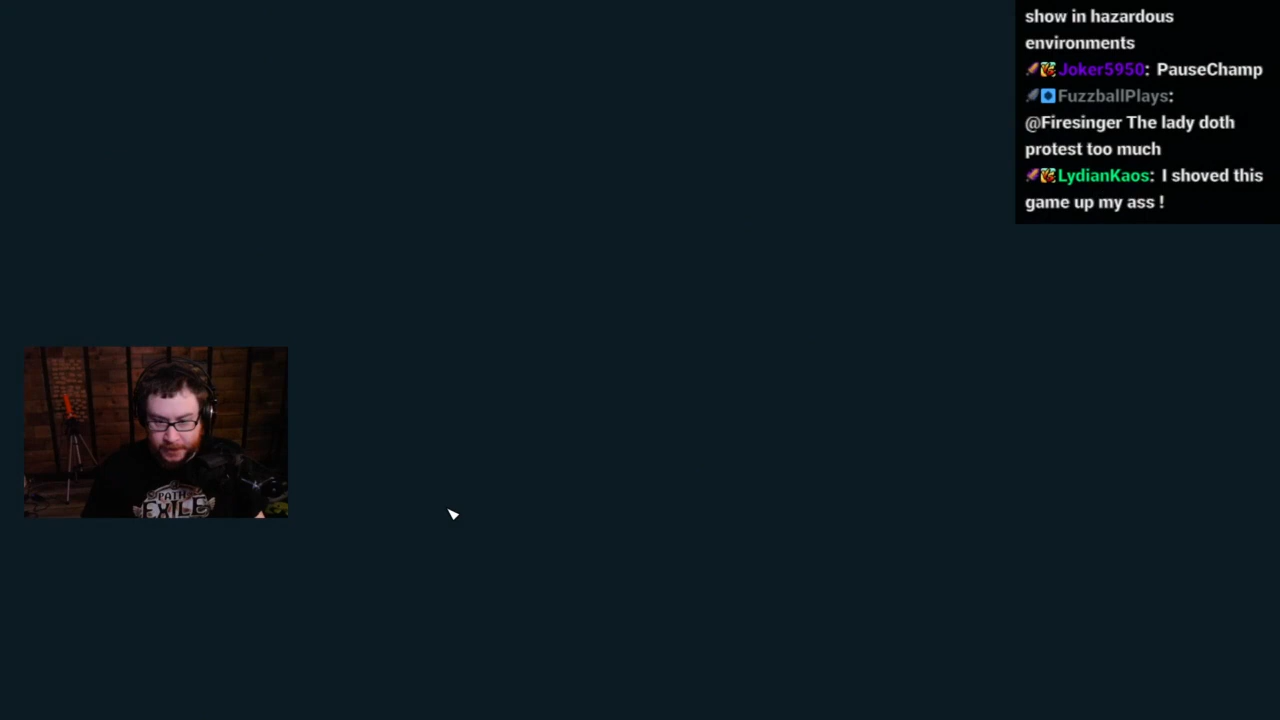 show in hazardous
environments
Joker5950: PauseChamp
FuzzballPlays:
@Firesinger The lady doth
protest too much
LydianKaos: I shoved this
game up my ass !
PATH
EXILE